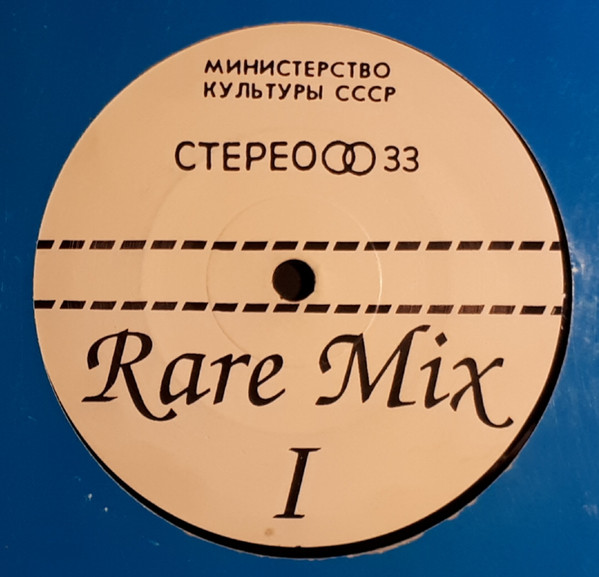 МИНИСТЕРСТВО
КУЛЬТУРЫ СССР
СТЕРЕО 33
Rare Mix
I